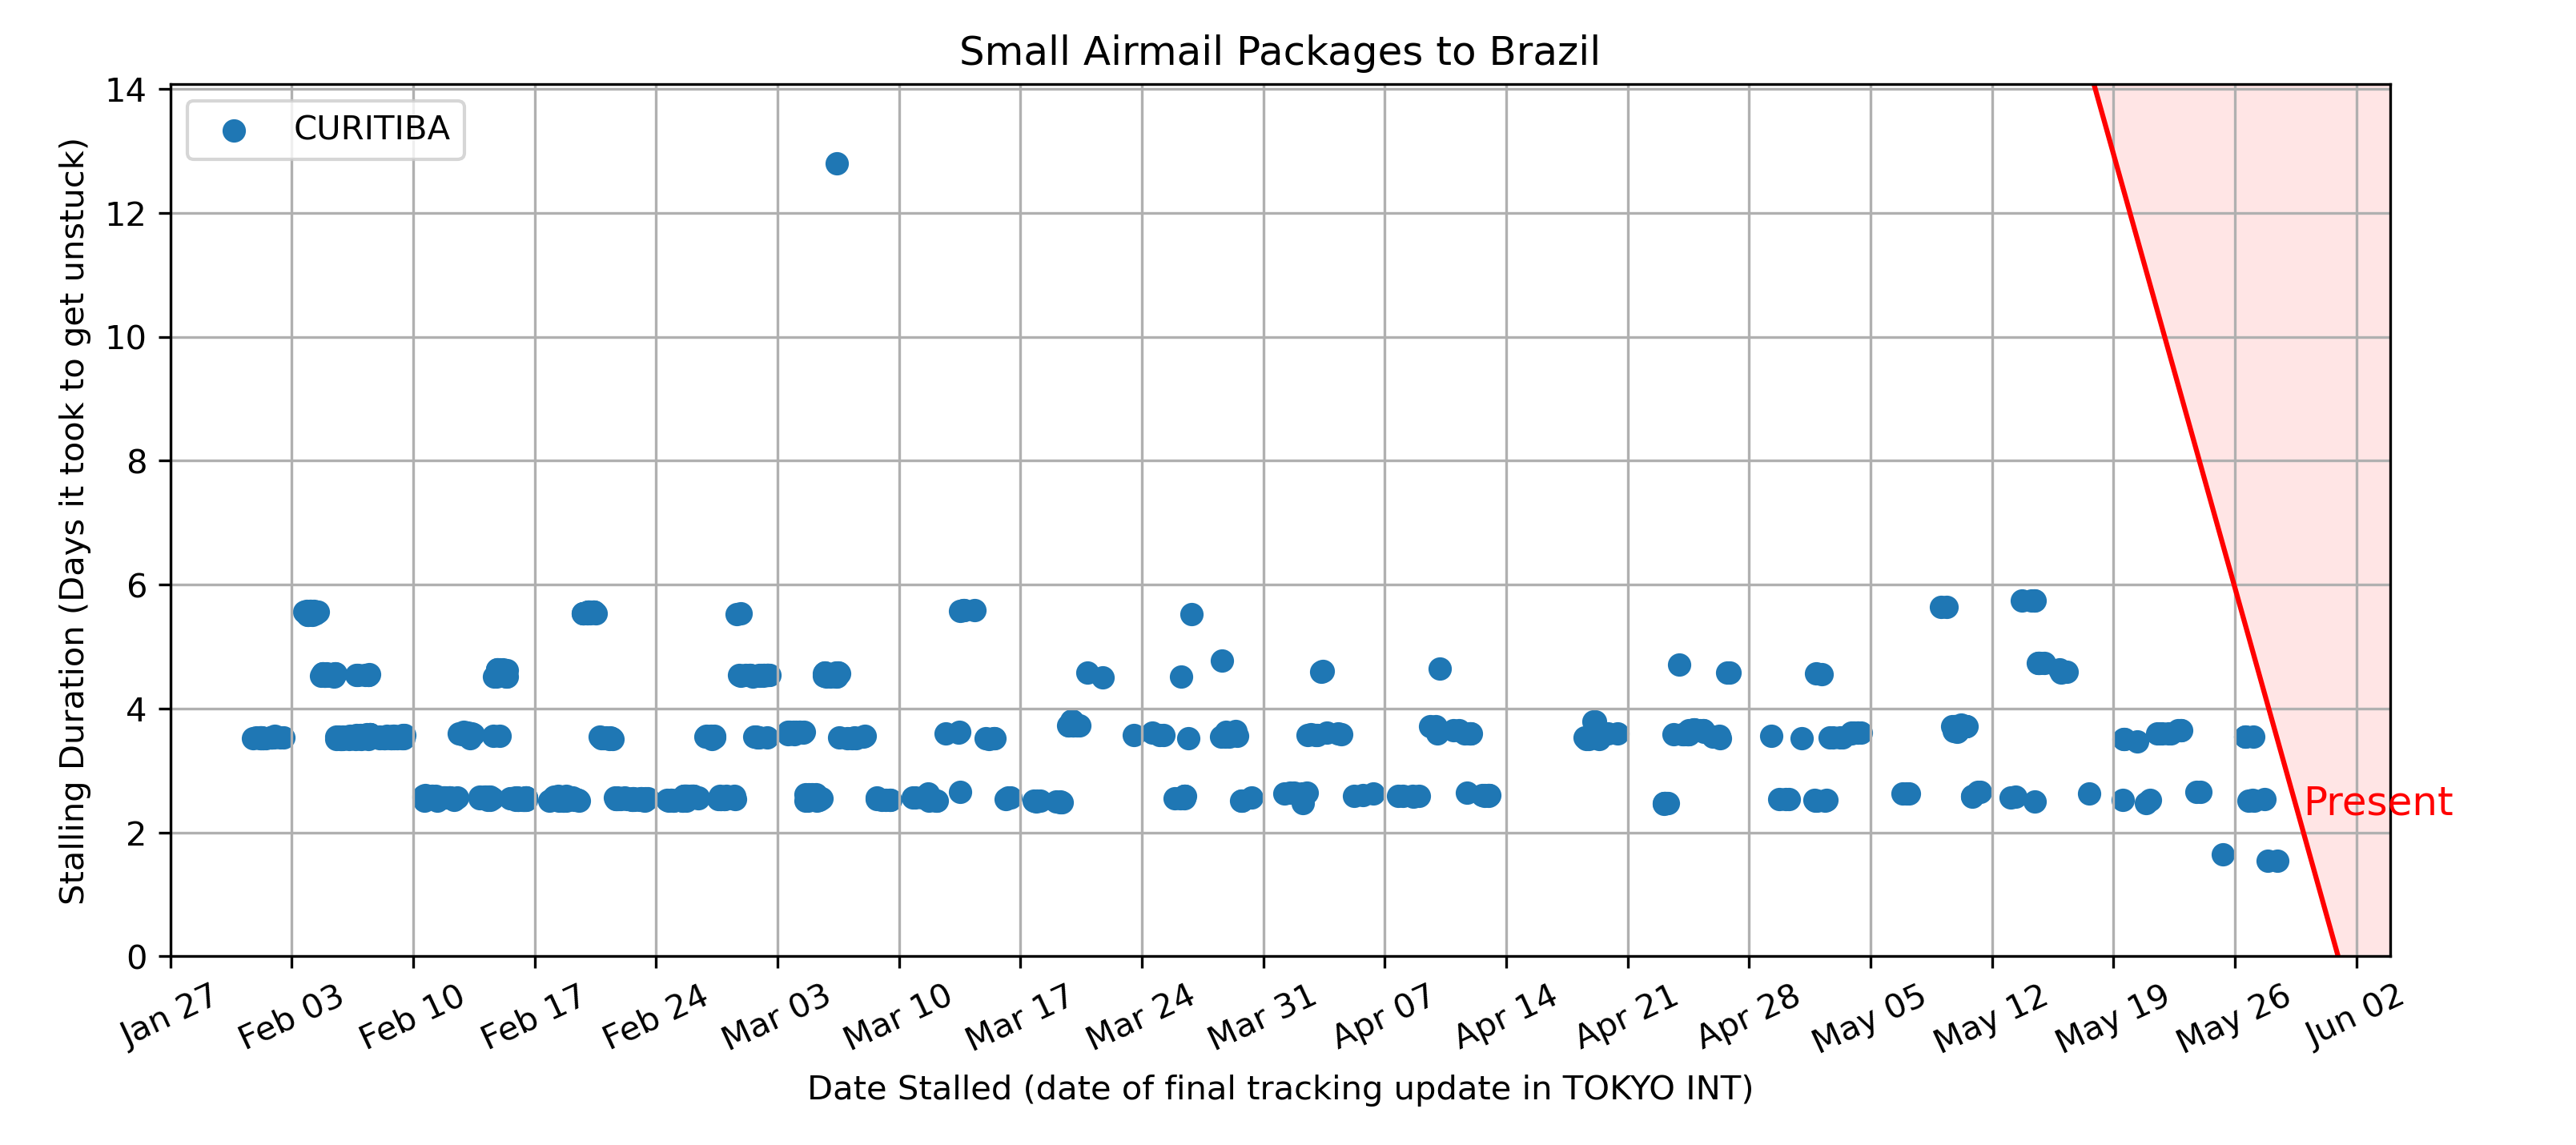 Small Airmail Packages to Brazil
CURITIBA
Stalling Duration (Days it took to get unstuck)
14
12
10
8
6
4
2
0
Present
Jan 27
Feb 03
Feb 10
Feb 17
Feb 24
Mar 03
Mar 10
Mar 17
Mar 24
Mar 31
Apr 07
Apr 14
Apr 21
Apr 28
May 05
May 12
May 19
May 26
Jun 02
Date Stalled (date of final tracking update in TOKYO INT)